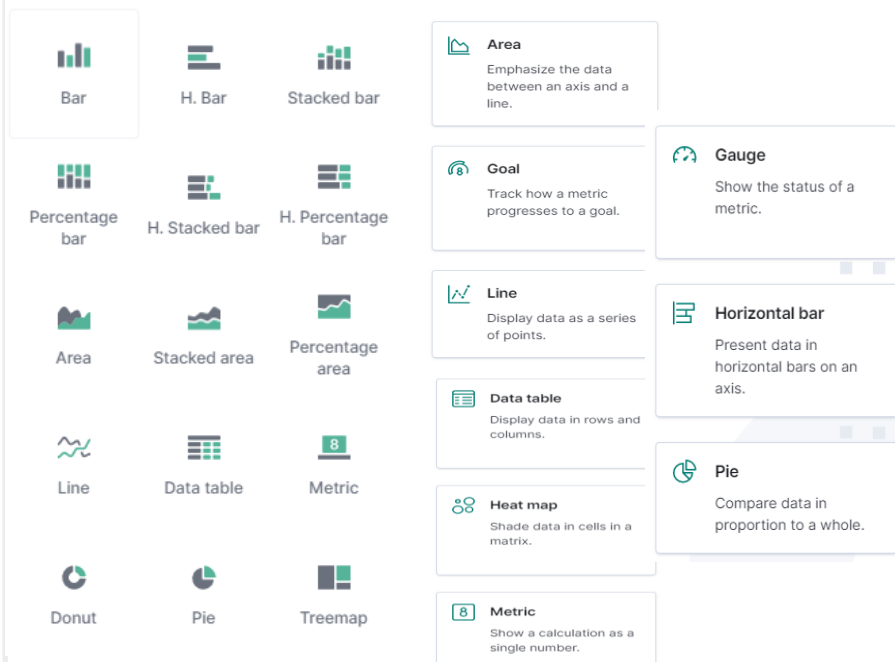 Bar
H. Bar
Stacked bar
Percentage
bar
H. Stacked bar
H. Percentage
bar
Area
Stacked area
Percentage
area
Line
Data table
8
Metric
Donut
Pie
Treemap
Area
Emphasize the data
between an axis and a
line.
8
Goal
Track how a metric
progresses to a goal.
Line
Display data as a series
of points.
Data table
Display data in rows and
columns.
Heat map
Shade data in cells in a
matrix.
8
Metric
Show a calculation as a
single number.
Gauge
Show the status of a
metric.
Horizontal bar
Present data in
horizontal bars on an
axis.
Pie
Compare data in
proportion to a whole.